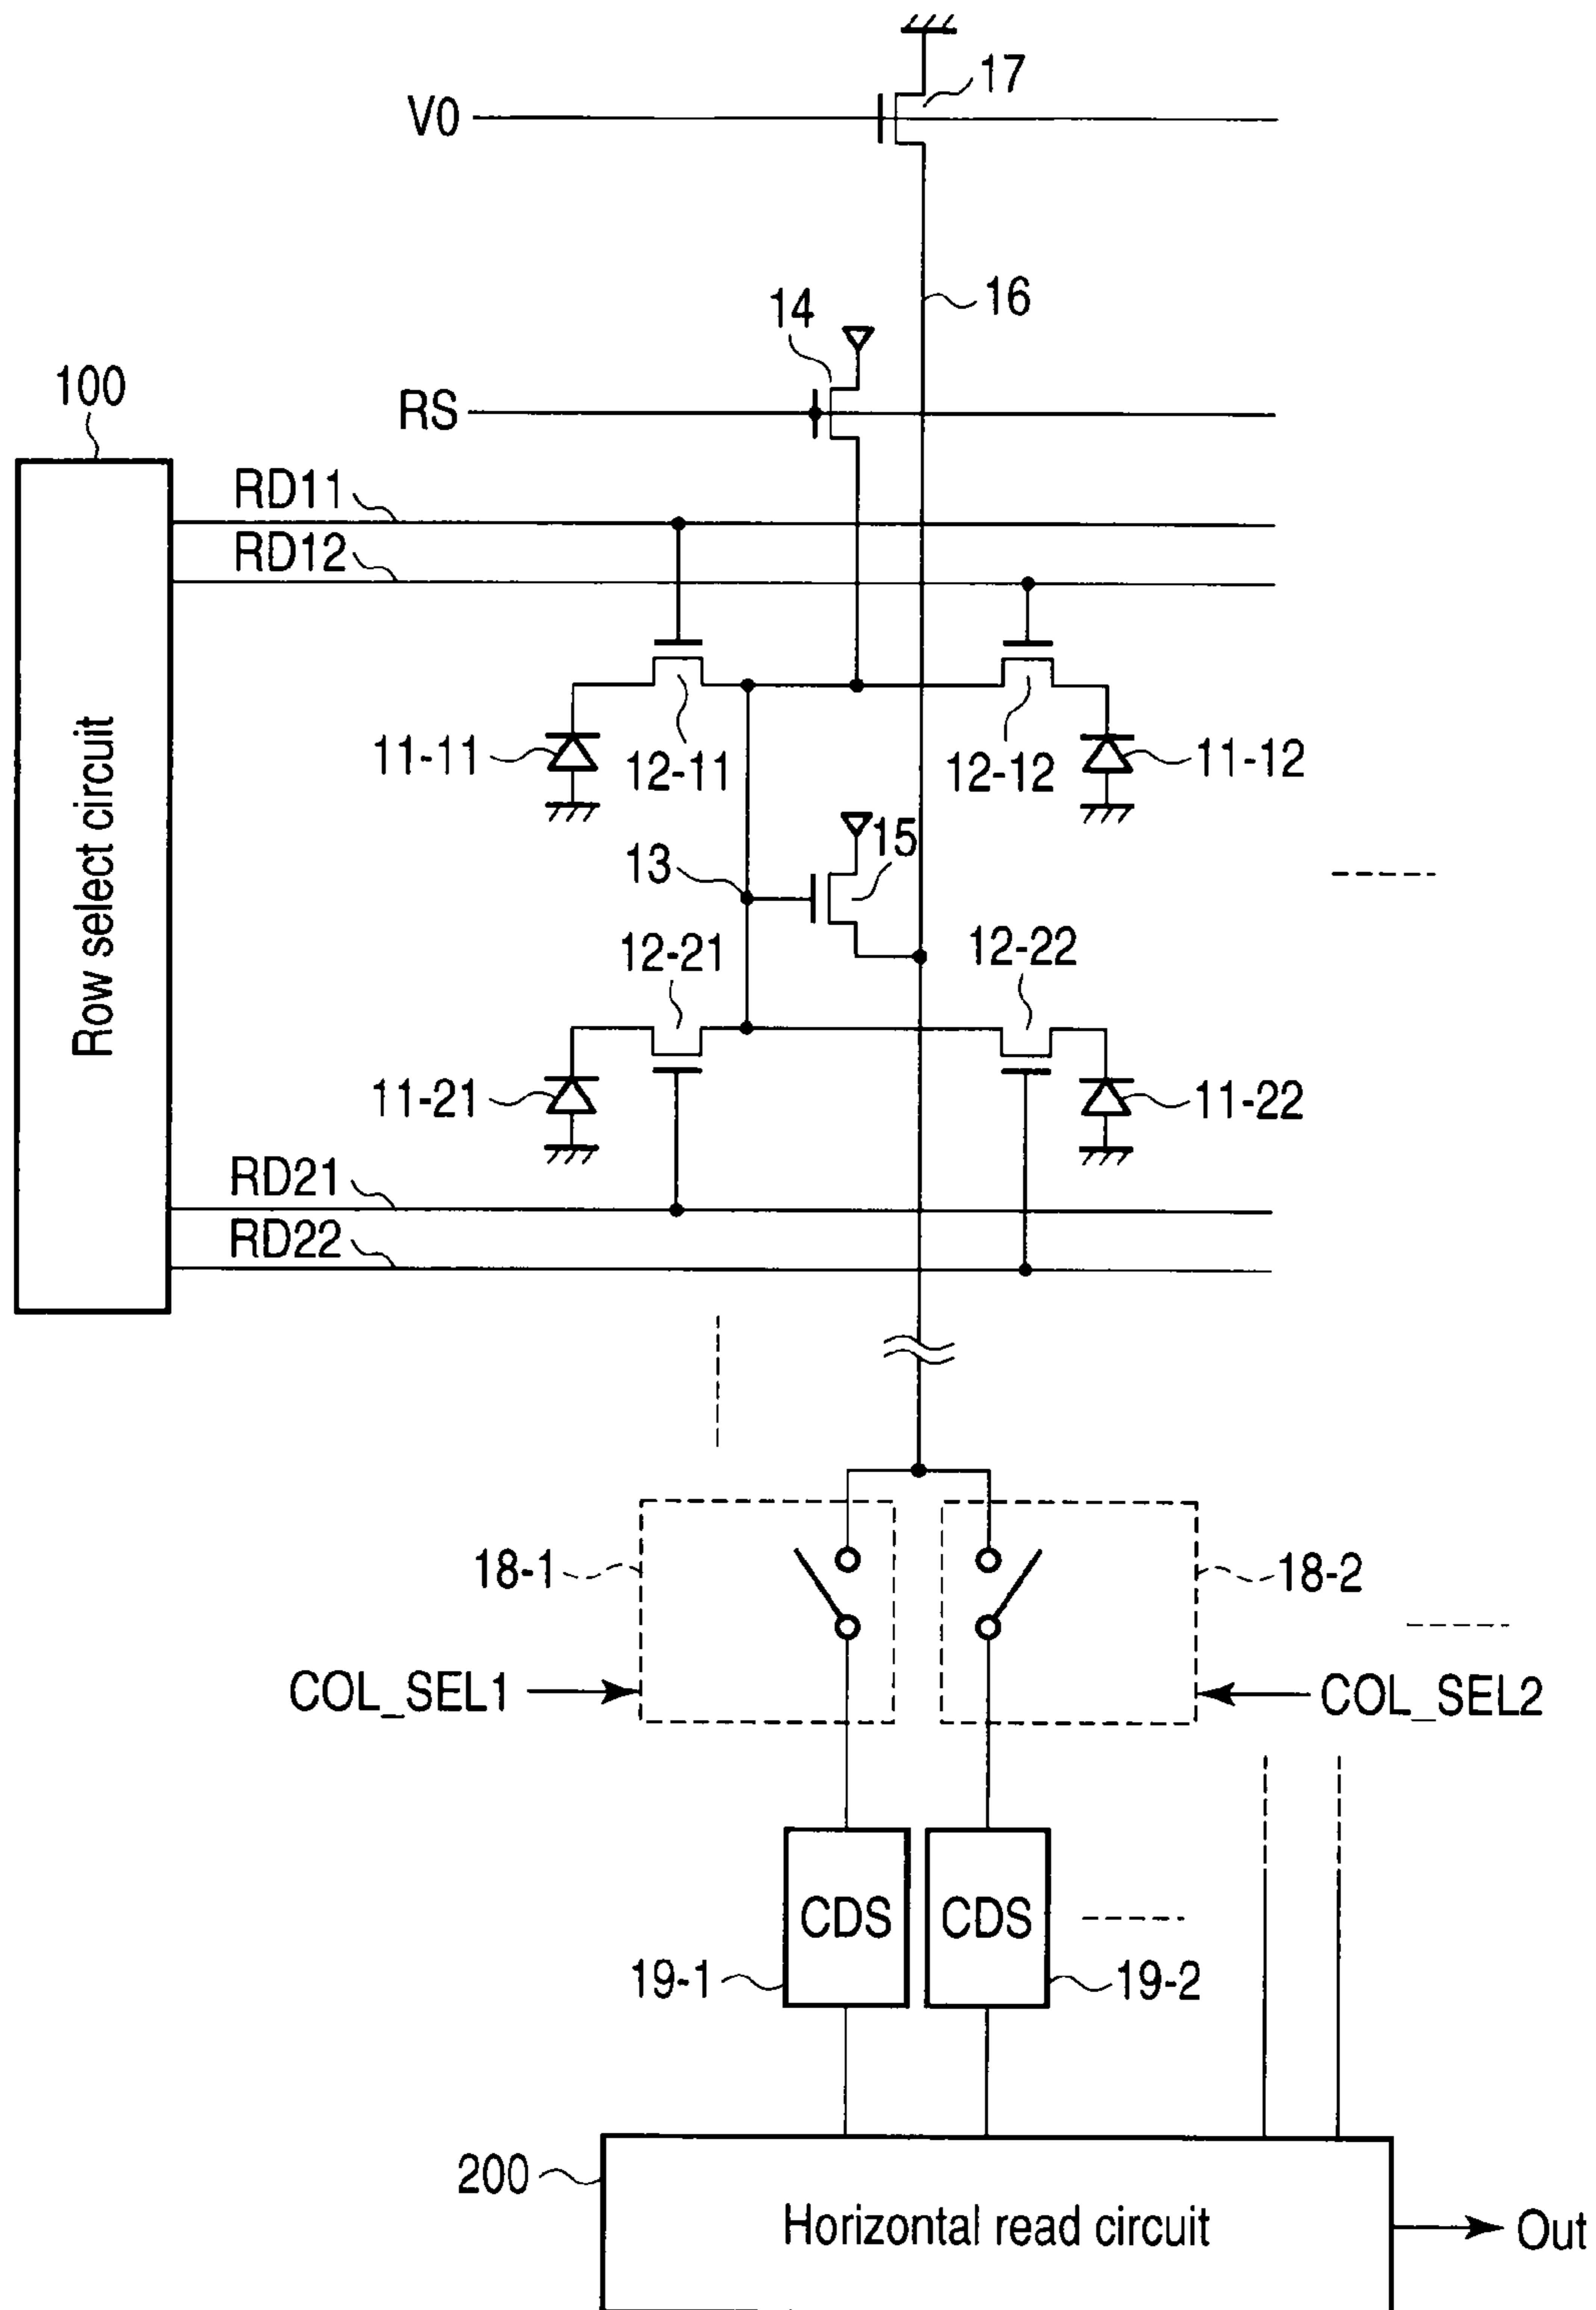 17
V0
16
14
100
RS
RD11
RD12
11-11
12-11
12-12
11-12
13
15
12-21
12-22
Row select circuit
11-21
11-22
RD21
RD22
18-1
18-2
COL_SEL1
COL_SEL2
CDS
CDS
19-1
19-2
200
Horizontal read circuit
Out